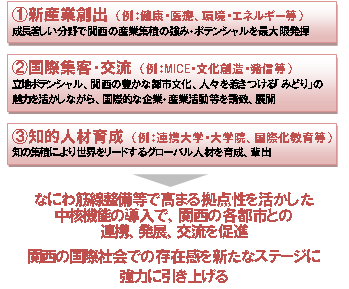 ①新産業創出（例：健康・医療、環境・エネルギー等）
成長著しい分野で関西の産業集積の強み・ポテンシャルを最大限発揮
②国際集客・交流（例：MICE・文化創造・発信等）
立地ポテンシャル、関西の豊かな都市文化、人々を惹きつける「みどり」の
魅力を活かしながら、国際的な企業・産業活動等を誘致、展開
③知的人材育成（例：連携大学・大学院、国際化教育等）
知の集積により世界をリードするグローバル人材を育成、輩出
なにわ筋線整備等で高まる拠点性を活かした
中核機能の導入で、関西の各都市との
連携、発展、交流を促進
関西の国際社会での存在感を新たなステージに
強力に引き上げる